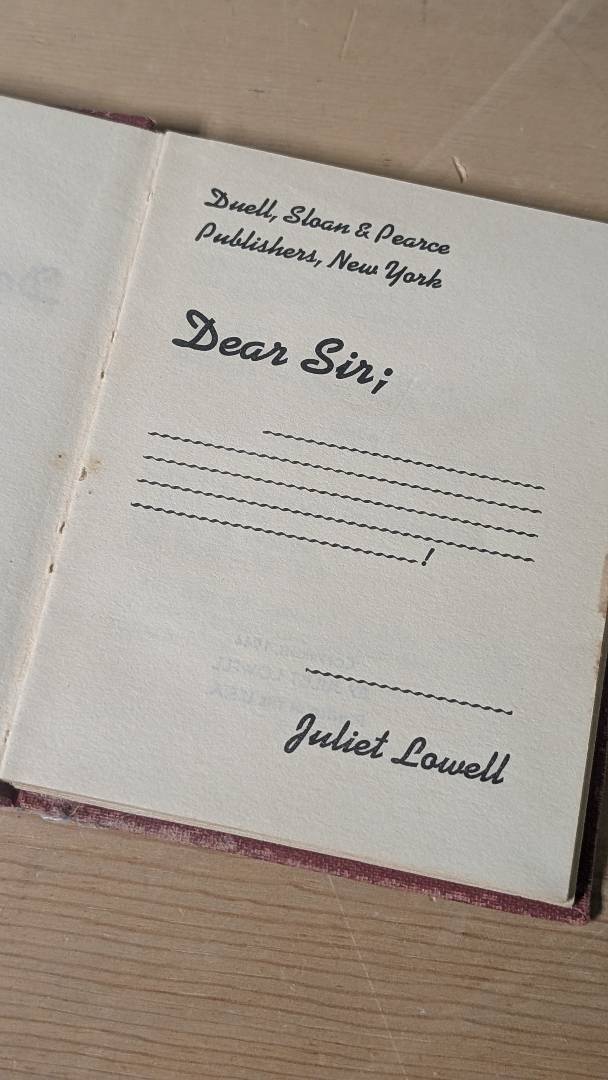 Duell, Sloan & Pearce
Publishers, New York
Dear Sir;
!
Juliet Lowell